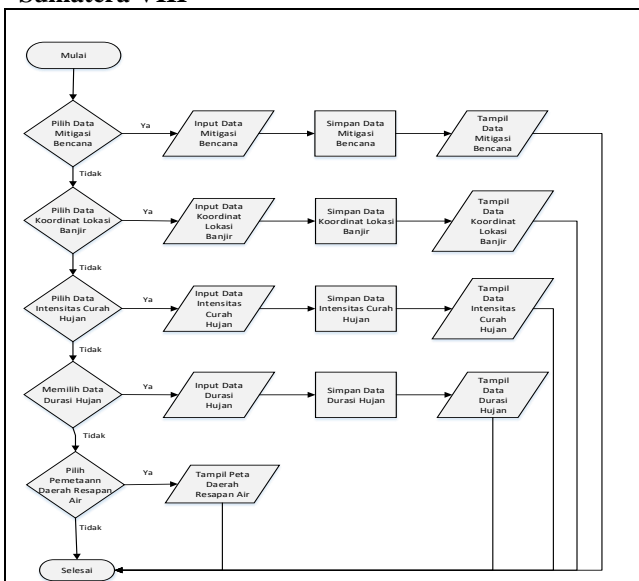 Sumatera VIII
Mulai
Pilih Data
Mitigasi
Bencana
Ya
Input Data
Mitigasi
Bencana
Simpan Data
Mitigasi
Bencana
Tampil
Data
Mitigasi
Bencana
Tidak
Pilih Data
Koordinat Lokasi
Banjir
Ya
Input Data
Koordinat
Lokasi
Banjir
Simpan Data
Koordinat Lokasi
Banjir
Tampil
Data
Koordinat
Lokasi
Banjir
Tidak
Pilih Data
Intensitas Curah
Hujan
Ya
Input Data
Intensitas
Curah
Hujan
Simpan Data
Intensitas Curah
Hujan
Tampil
Data
Intensitas
Curah
Hujan
Tidak
Memilih Data
Durasi Hujan
Ya
Input Data
Durasi
Hujan
Simpan Data
Durasi Hujan
Tampil
Data
Durasi
Hujan
Tidak
Pilih
Pemetaann
Daerah Resapan
Air
Ya
Tampil Peta
Daerah
Resapan Air
Tidak
Selesai